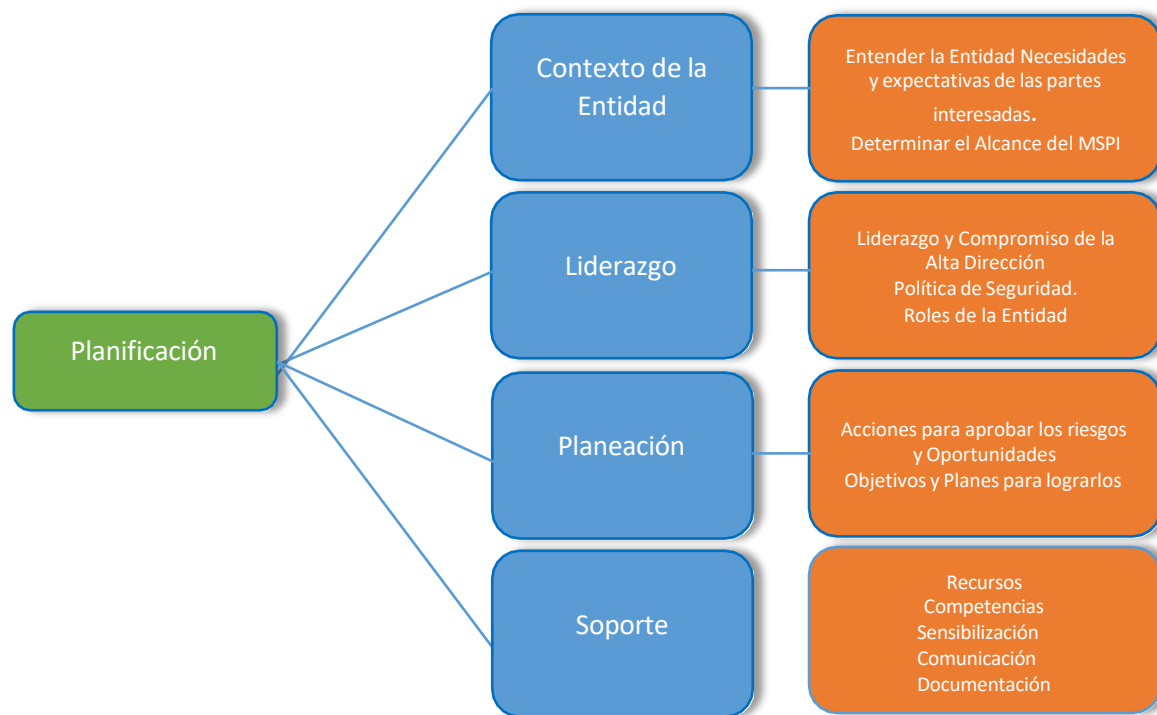 Planificación
Contexto de la
Entidad
Entender la Entidad Necesidades
y expectativas de las partes
interesadas.
Determinar el Alcance del MSPI
Liderazgo
Liderazgo y Compromiso de la
Alta Dirección
Política de Seguridad.
Roles de la Entidad
Planeación
Acciones para aprobar los riesgos
y Oportunidades
Objetivos y Planes para lograrlos
Soporte
Recursos
Competencias
Sensibilización
Comunicación
Documentación